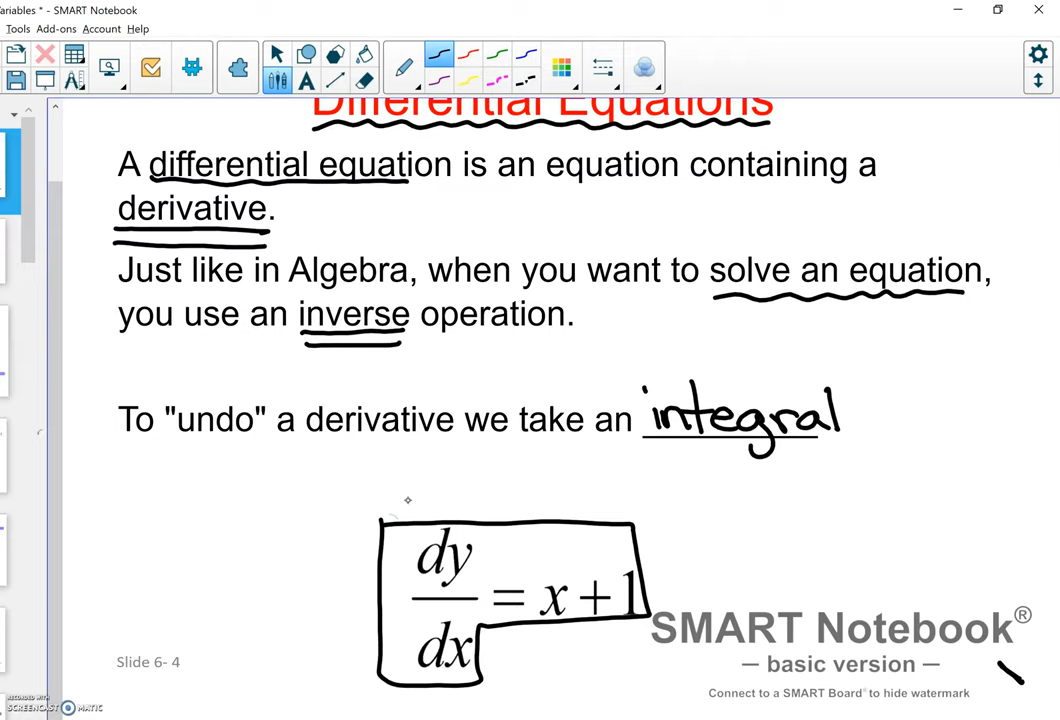 ariables * - SMART Notebook
Tools Add-ons Account Help
Differential Equations
A differential equation is an equation containing a
derivative.
Just like in Algebra, when you want to solve an equation,
you use an inverse operation.
To "undo" a derivative we take an integral
dy
= x + 1
dx
SMART Notebook®
— basic version —
Connect to a SMART Board® to hide watermark
Slide 6- 4
RECORDED WITH
SCREENCAST MATIC